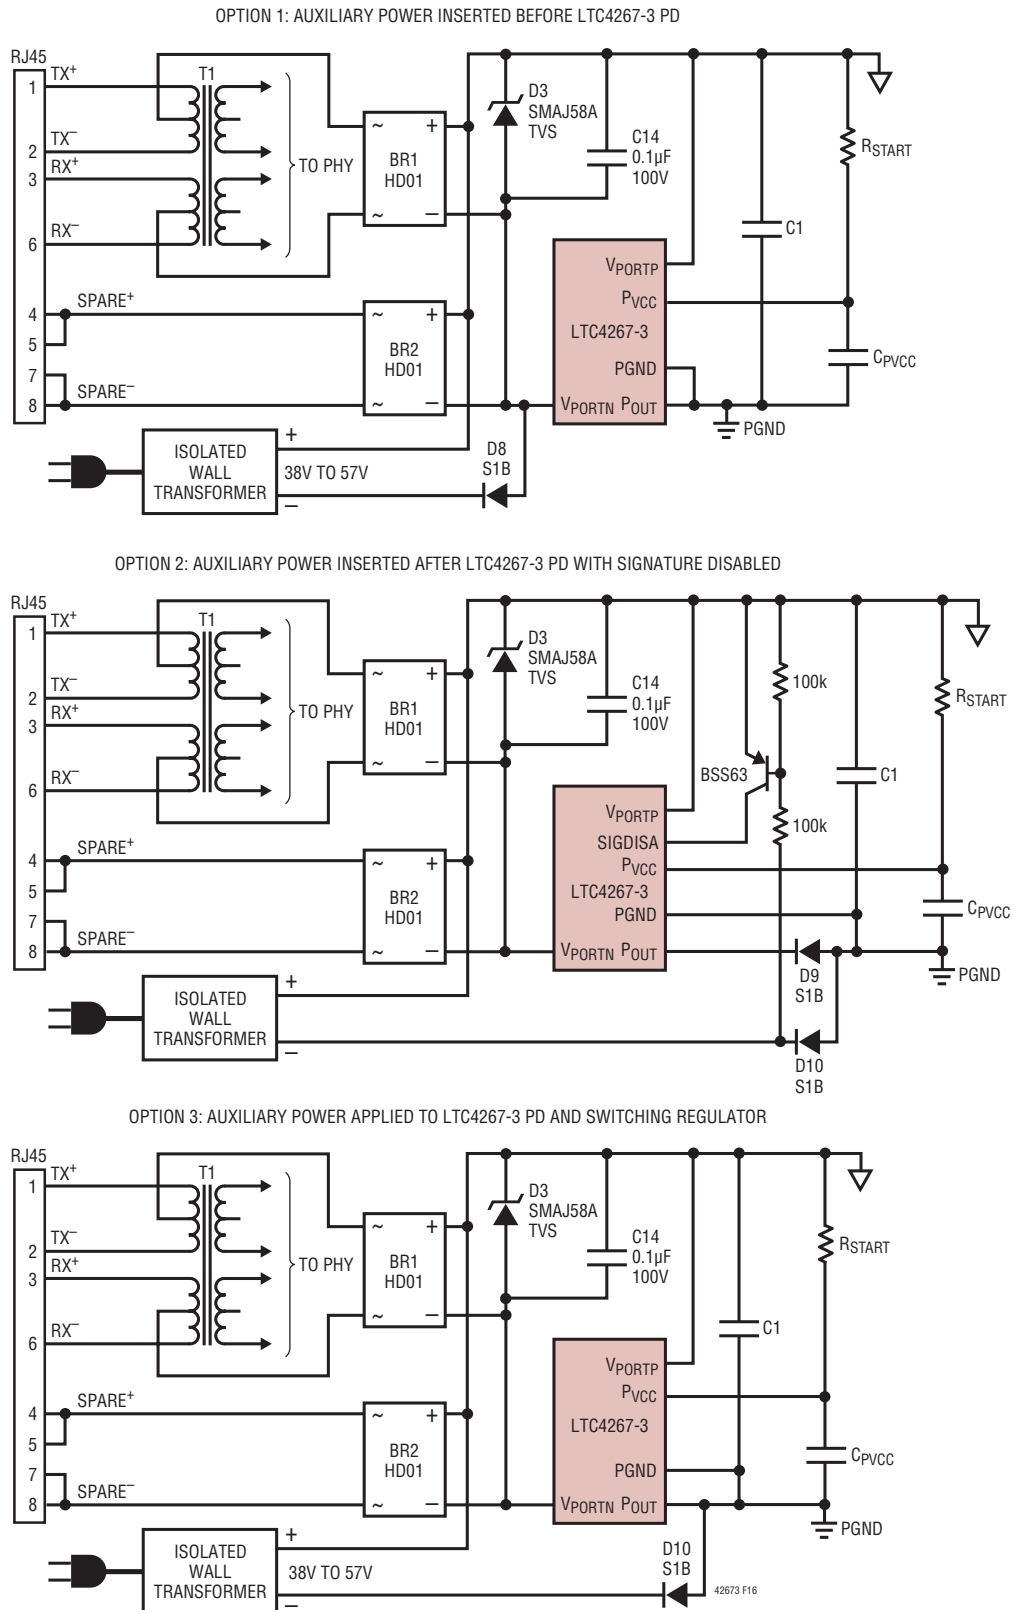 OPTION 1: AUXILIARY POWER INSERTED BEFORE LTC4267-3 PD
RJ45
1
TX+
2
TX–
3
RX+
6
RX–
4
SPARE+
5
7
8
SPARE–
T1
TO PHY
~ +
BR1
HD01
~ –
~ +
BR2
HD01
~ –
D3
SMAJ58A
TVS
C14
0.1µF
100V
RSTART
C1
VPORTP
PVCC
LTC4267-3
PGND
VPORTN POUT
CPVCC
PGND
ISOLATED
WALL
TRANSFORMER
+
38V TO 57V
–
D8
S1B
OPTION 2: AUXILIARY POWER INSERTED AFTER LTC4267-3 PD WITH SIGNATURE DISABLED
RJ45
1
TX+
2
TX–
3
RX+
6
RX–
4
SPARE+
5
7
8
SPARE–
T1
TO PHY
~ +
BR1
HD01
~ –
~ +
BR2
HD01
~ –
D3
SMAJ58A
TVS
C14
0.1µF
100V
100k
RSTART
BSS63
C1
100k
VPORTP
SIGDISA
PVCC
LTC4267-3
PGND
VPORTN POUT
CPVCC
PGND
D9
S1B
ISOLATED
WALL
TRANSFORMER
+
–
D10
S1B
OPTION 3: AUXILIARY POWER APPLIED TO LTC4267-3 PD AND SWITCHING REGULATOR
RJ45
1
TX+
2
TX–
3
RX+
6
RX–
4
SPARE+
5
7
8
SPARE–
T1
TO PHY
~ +
BR1
HD01
~ –
~ +
BR2
HD01
~ –
D3
SMAJ58A
TVS
C14
0.1µF
100V
RSTART
C1
VPORTP
PVCC
LTC4267-3
PGND
VPORTN POUT
CPVCC
PGND
ISOLATED
WALL
TRANSFORMER
+
38V TO 57V
–
D10
S1B
42673 F16